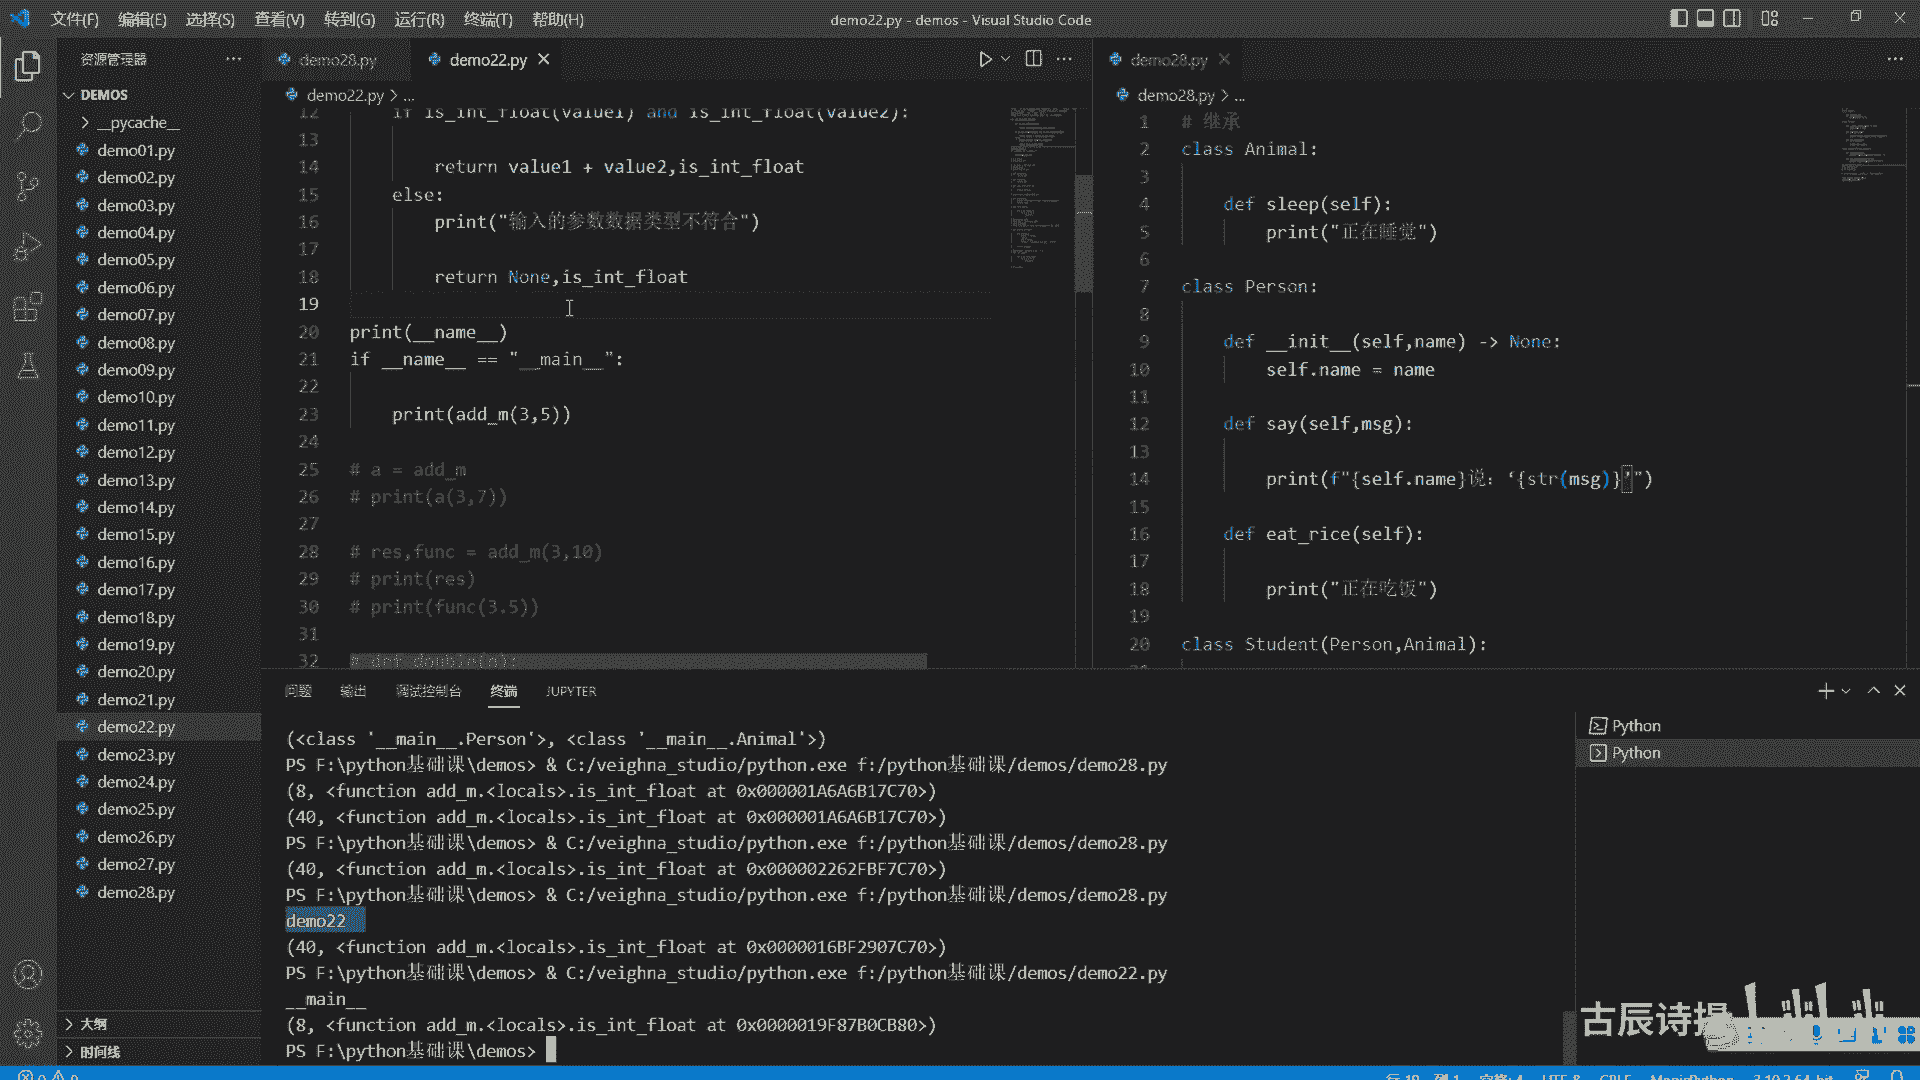 文件(F) 编辑(E) 选择(S) 查看(V) 转到(G) 运行(R) 终端(T) 帮助(H)
demo22.py - demos - Visual Studio Code
资源管理器
DEMOS
__pycache__
demo01.py
demo02.py
demo03.py
demo04.py
demo05.py
demo06.py
demo07.py
demo08.py
demo09.py
demo10.py
demo11.py
demo12.py
demo13.py
demo14.py
demo15.py
demo16.py
demo17.py
demo18.py
demo19.py
demo20.py
demo21.py
demo22.py
demo23.py
demo24.py
demo25.py
demo26.py
demo27.py
demo28.py
大纲
时间线
demo28.py demo22.py
demo22.py > ...
12 if is_int_float(value1) and is_int_float(value2):
13
14 return value1 + value2,is_int_float
15 else:
16 print("输入的参数数据类型不符合")
17
18 return None,is_int_float
19
20 print(__name__)
21 if __name__ == "__main__":
22
23 print(add_m(3,5))
24
25 # a = add_m
26 # print(a(3,7))
27
28 # res,func = add_m(3,10)
29 # print(res)
30 # print(func(3.5))
31
32 # def double(n):
demo28.py
demo28.py > ...
1 # 继承
2 class Animal:
3
4 def sleep(self):
5 print("正在睡觉")
6
7 class Person:
8
9 def __init__(self,name) -> None:
10 self.name = name
11
12 def say(self,msg):
13
14 print(f"{self.name}说：‘{str(msg)}’")
15
16 def eat_rice(self):
17
18 print("正在吃饭")
19
20 class Student(Person,Animal):
问题 输出 调试控制台 终端 JUPYTER
(<class '__main__.Person'>, <class '__main__.Animal'>)
PS F:\python基础课\demos> & C:/veighna_studio/python.exe f:/python基础课/demos/demo28.py
(8, <function add_m.<locals>.is_int_float at 0x000001A6A6B17C70>)
(40, <function add_m.<locals>.is_int_float at 0x000001A6A6B17C70>)
PS F:\python基础课\demos> & C:/veighna_studio/python.exe f:/python基础课/demos/demo28.py
(40, <function add_m.<locals>.is_int_float at 0x000002262FBF7C70>)
PS F:\python基础课\demos> & C:/veighna_studio/python.exe f:/python基础课/demos/demo28.py
demo22
(40, <function add_m.<locals>.is_int_float at 0x0000016BF2907C70>)
PS F:\python基础课\demos> & C:/veighna_studio/python.exe f:/python基础课/demos/demo22.py
__main__
(8, <function add_m.<locals>.is_int_float at 0x0000019F87B0CB80>)
PS F:\python基础课\demos>
Python
Python
古辰诗